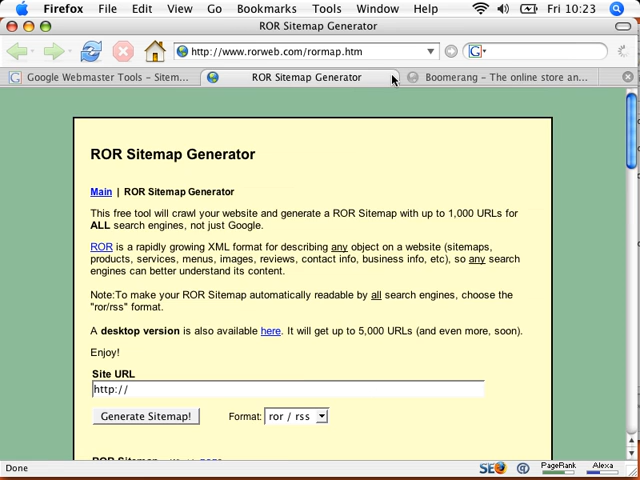 Firefox File Edit View Go Bookmarks Tools Window Help Fri 10:23
ROR Sitemap Generator
http://www.rorweb.com/rormap.htm
Google Webmaster Tools – Sitem... ROR Sitemap Generator Boomerang – The online store an...
ROR Sitemap Generator
Main | ROR Sitemap Generator
This free tool will crawl your website and generate a ROR Sitemap with up to 1,000 URLs for
ALL search engines, not just Google.
ROR is a rapidly growing XML format for describing any object on a website (sitemaps,
products, services, menus, images, reviews, contact info, business info, etc), so any search
engines can better understand its content.
Note:To make your ROR Sitemap automatically readable by all search engines, choose the
"ror/rss" format.
A desktop version is also available here. It will get up to 5,000 URLs (and even more, soon).
Enjoy!
Site URL
http://
Generate Sitemap! Format: ror / rss
ROR Sitemap
Done SEO @ PageRank Alexa